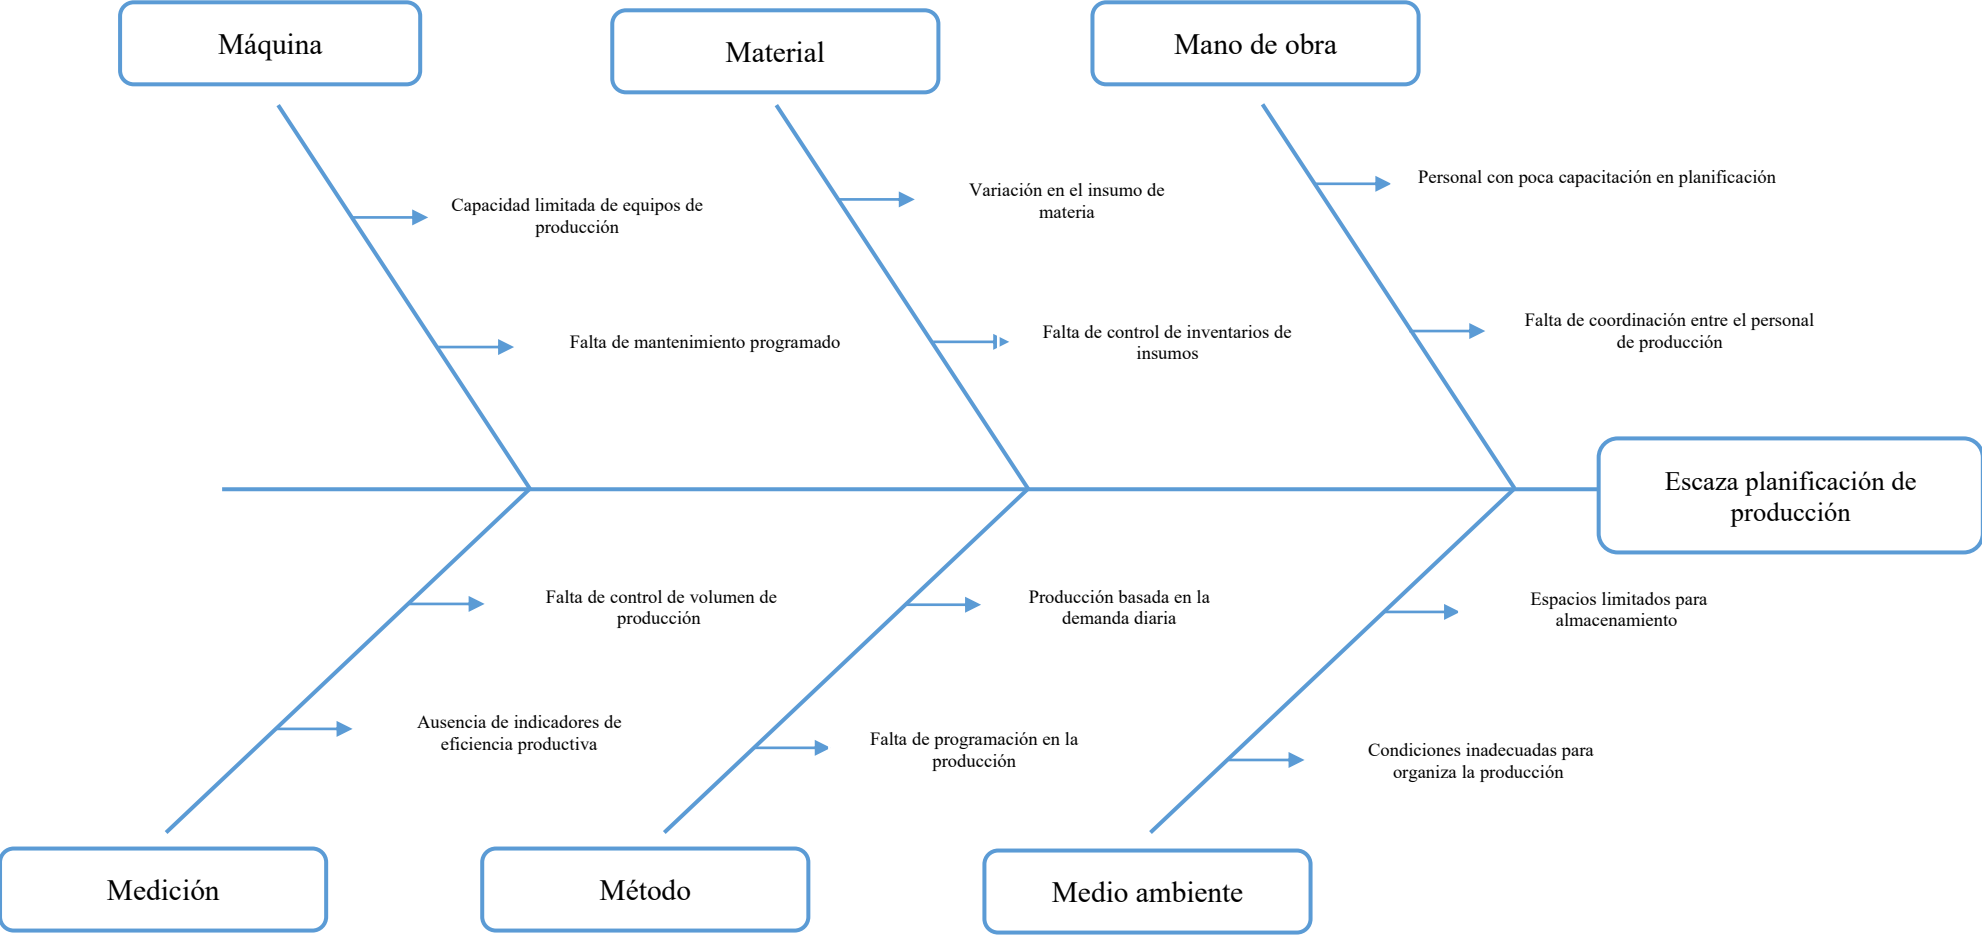 Máquina
Material
Mano de obra
Capacidad limitada de equipos de
producción
Variación en el insumo de
materia
Personal con poca capacitación en planificación
Falta de mantenimiento programado
Falta de control de inventarios de
insumos
Falta de coordinación entre el personal
de producción
Escaza planificación de
producción
Falta de control de volumen de
producción
Producción basada en la
demanda diaria
Espacios limitados para
almacenamiento
Ausencia de indicadores de
eficiencia productiva
Falta de programación en la
producción
Condiciones inadecuadas para
organiza la producción
Medición
Método
Medio ambiente